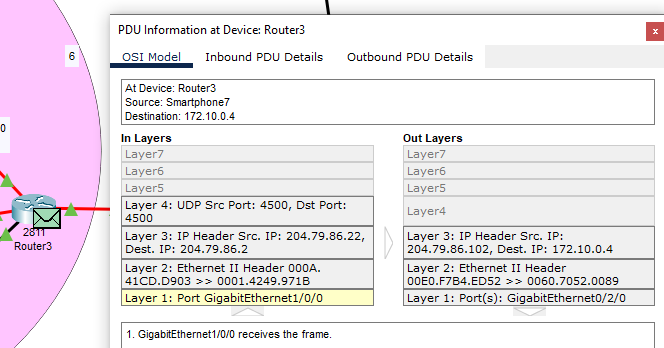 PDU Information at Device: Router3
x
6
OSI Model
Inbound PDU Details
Outbound PDU Details
At Device: Router3
Source: Smartphone7
Destination: 172.10.0.4
In Layers
Layer7
Layer6
Layer5
Layer 4: UDP Src Port: 4500, Dst Port:
4500
Layer 3: IP Header Src. IP: 204.79.86.22,
Dest. IP: 204.79.86.2
Layer 2: Ethernet II Header 000A.
41CD.D903 >> 0001.4249.971B
Layer 1: Port GigabitEthernet1/0/0
Out Layers
Layer7
Layer6
Layer5
Layer4
Layer 3: IP Header Src. IP:
204.79.86.102, Dest. IP: 172.10.0.4
Layer 2: Ethernet II Header
00E0.F7B4.ED52 >> 0060.7052.0089
Layer 1: Port(s): GigabitEthernet0/2/0
1. GigabitEthernet1/0/0 receives the frame.
0
2811
Router3